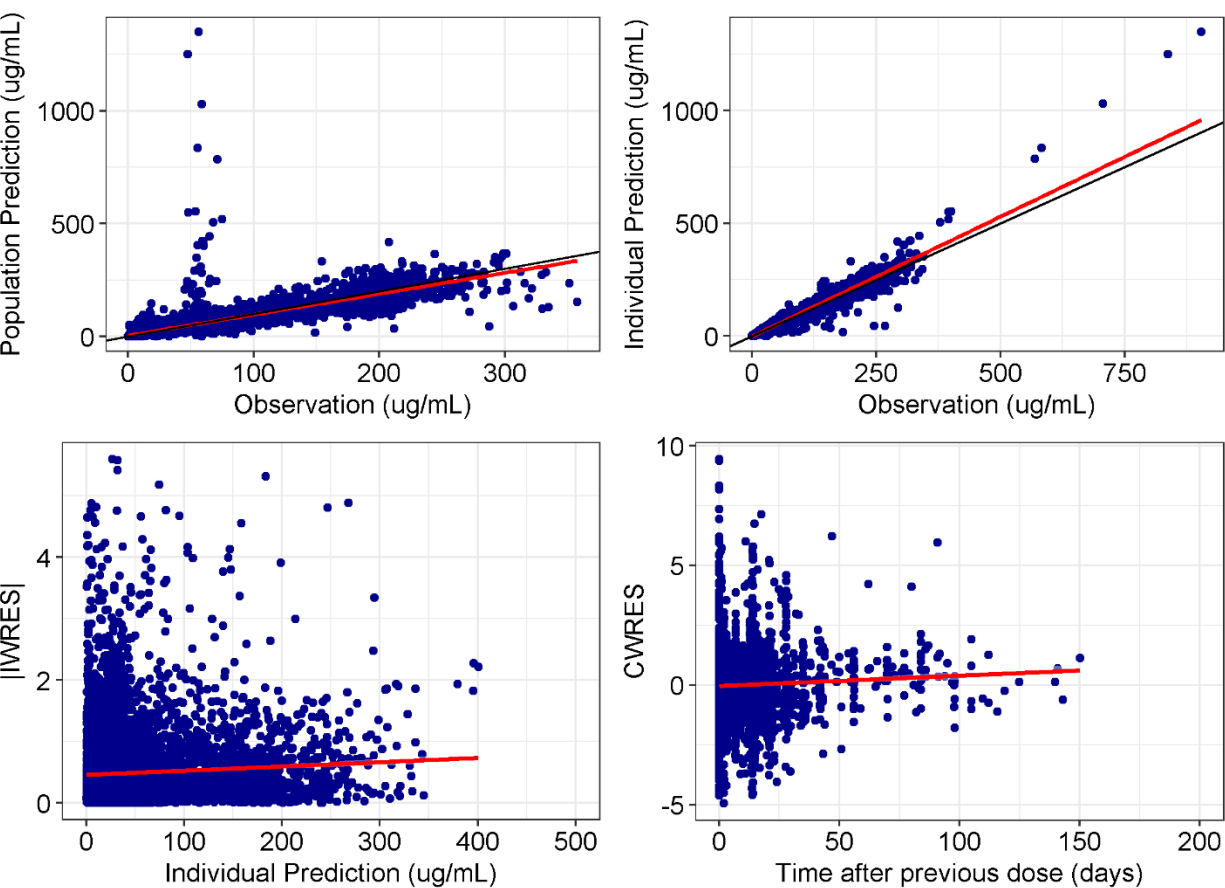 Population Prediction (ug/mL)
1000
500
0
0 100 200 300
Observation (ug/mL)
Individual Prediction (ug/mL)
1000
500
0
0 250 500 750
Observation (ug/mL)
|IWRES|
4
2
0
0 100 200 300 400 500
Individual Prediction (ug/mL)
CWRES
10
5
0
-5
0 50 100 150 200
Time after previous dose (days)